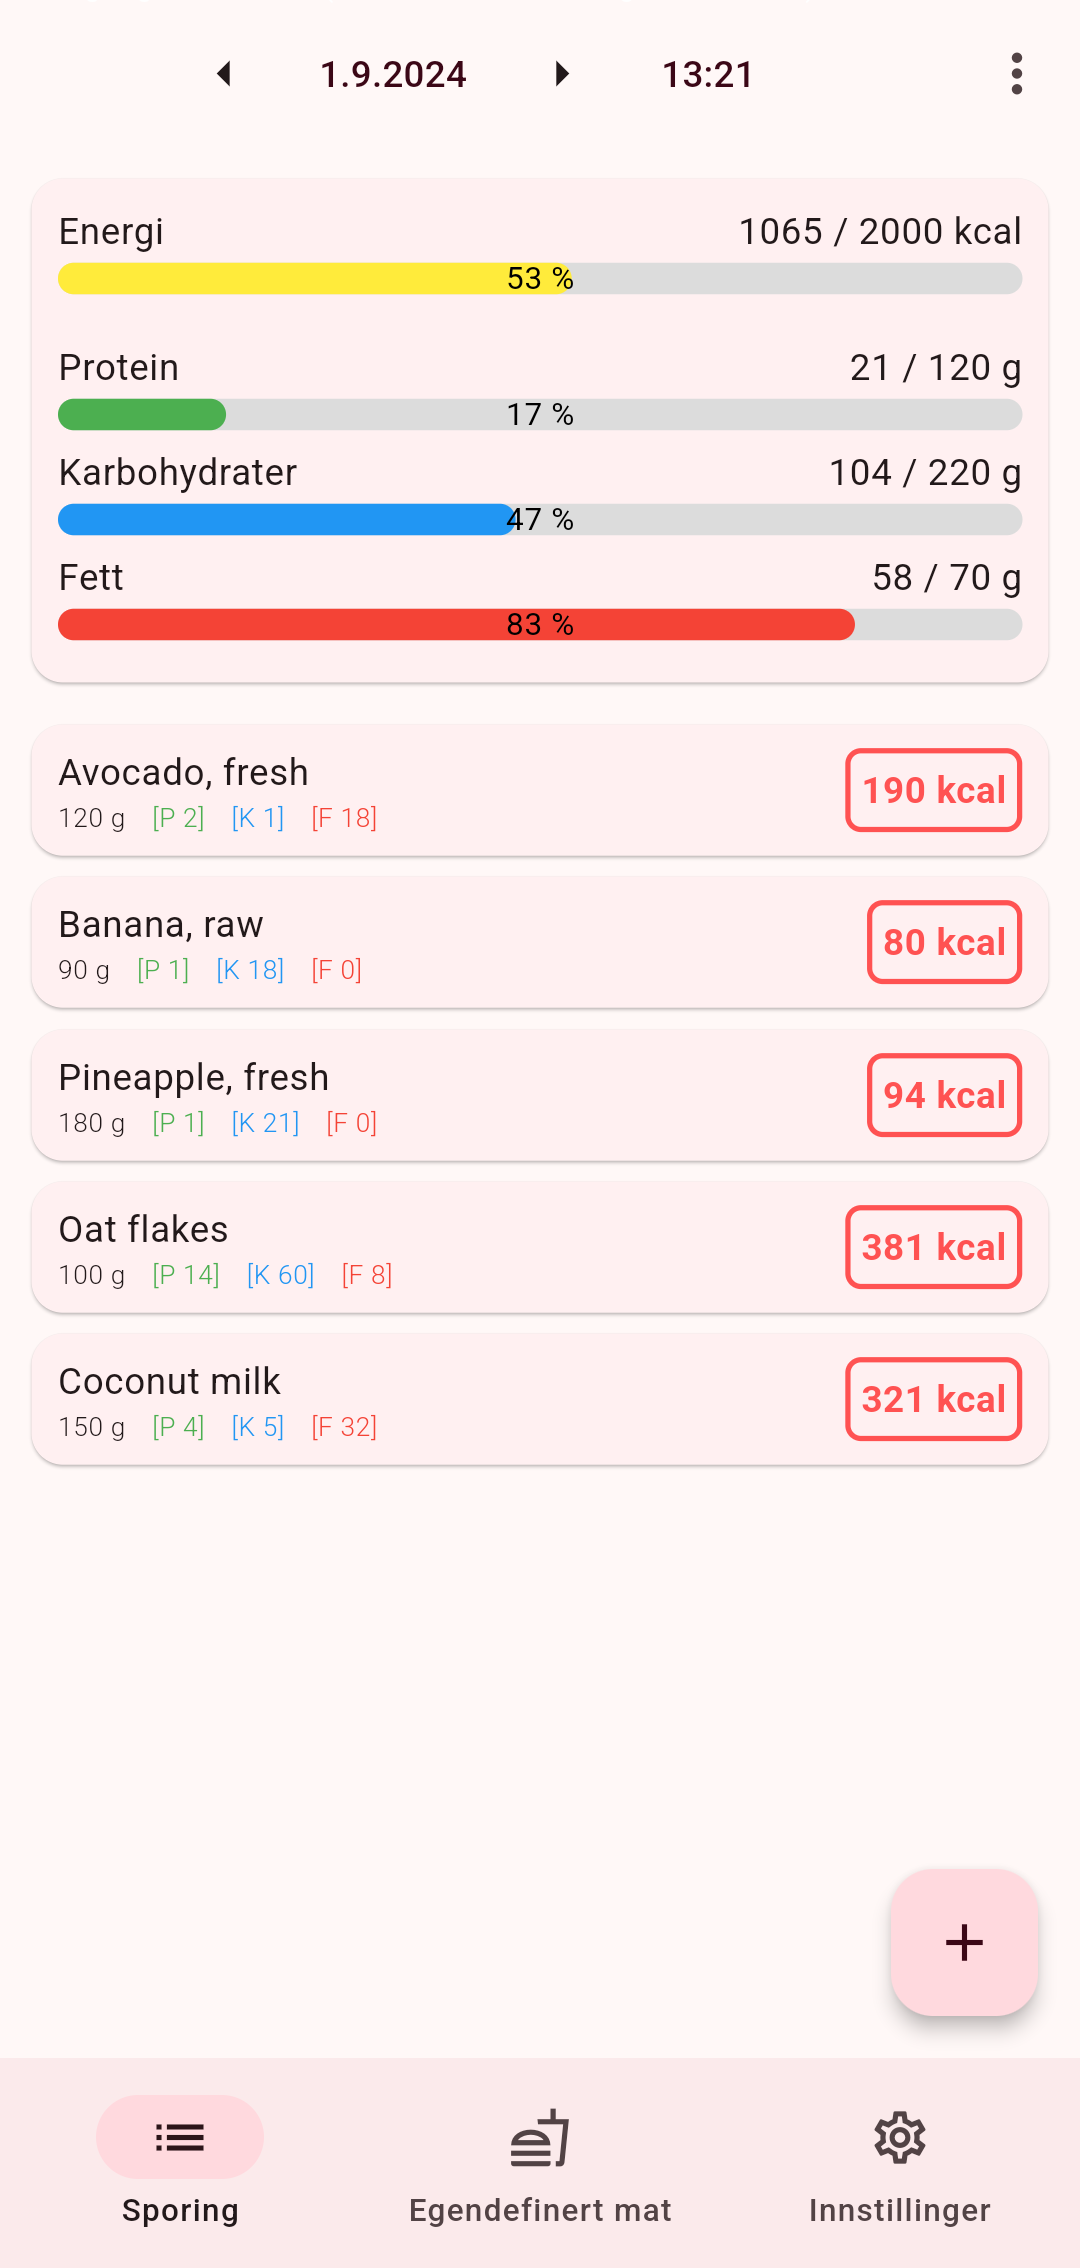 1.9.2024 13:21
Energi 1065 / 2000 kcal
53 %
Protein 21 / 120 g
17 %
Karbohydrater 104 / 220 g
47 %
Fett 58 / 70 g
83 %
Avocado, fresh
120 g [P 2] [K 1] [F 18]
190 kcal
Banana, raw
90 g [P 1] [K 18] [F 0]
80 kcal
Pineapple, fresh
180 g [P 1] [K 21] [F 0]
94 kcal
Oat flakes
100 g [P 14] [K 60] [F 8]
381 kcal
Coconut milk
150 g [P 4] [K 5] [F 32]
321 kcal
Sporing Egendefinert mat Innstillinger